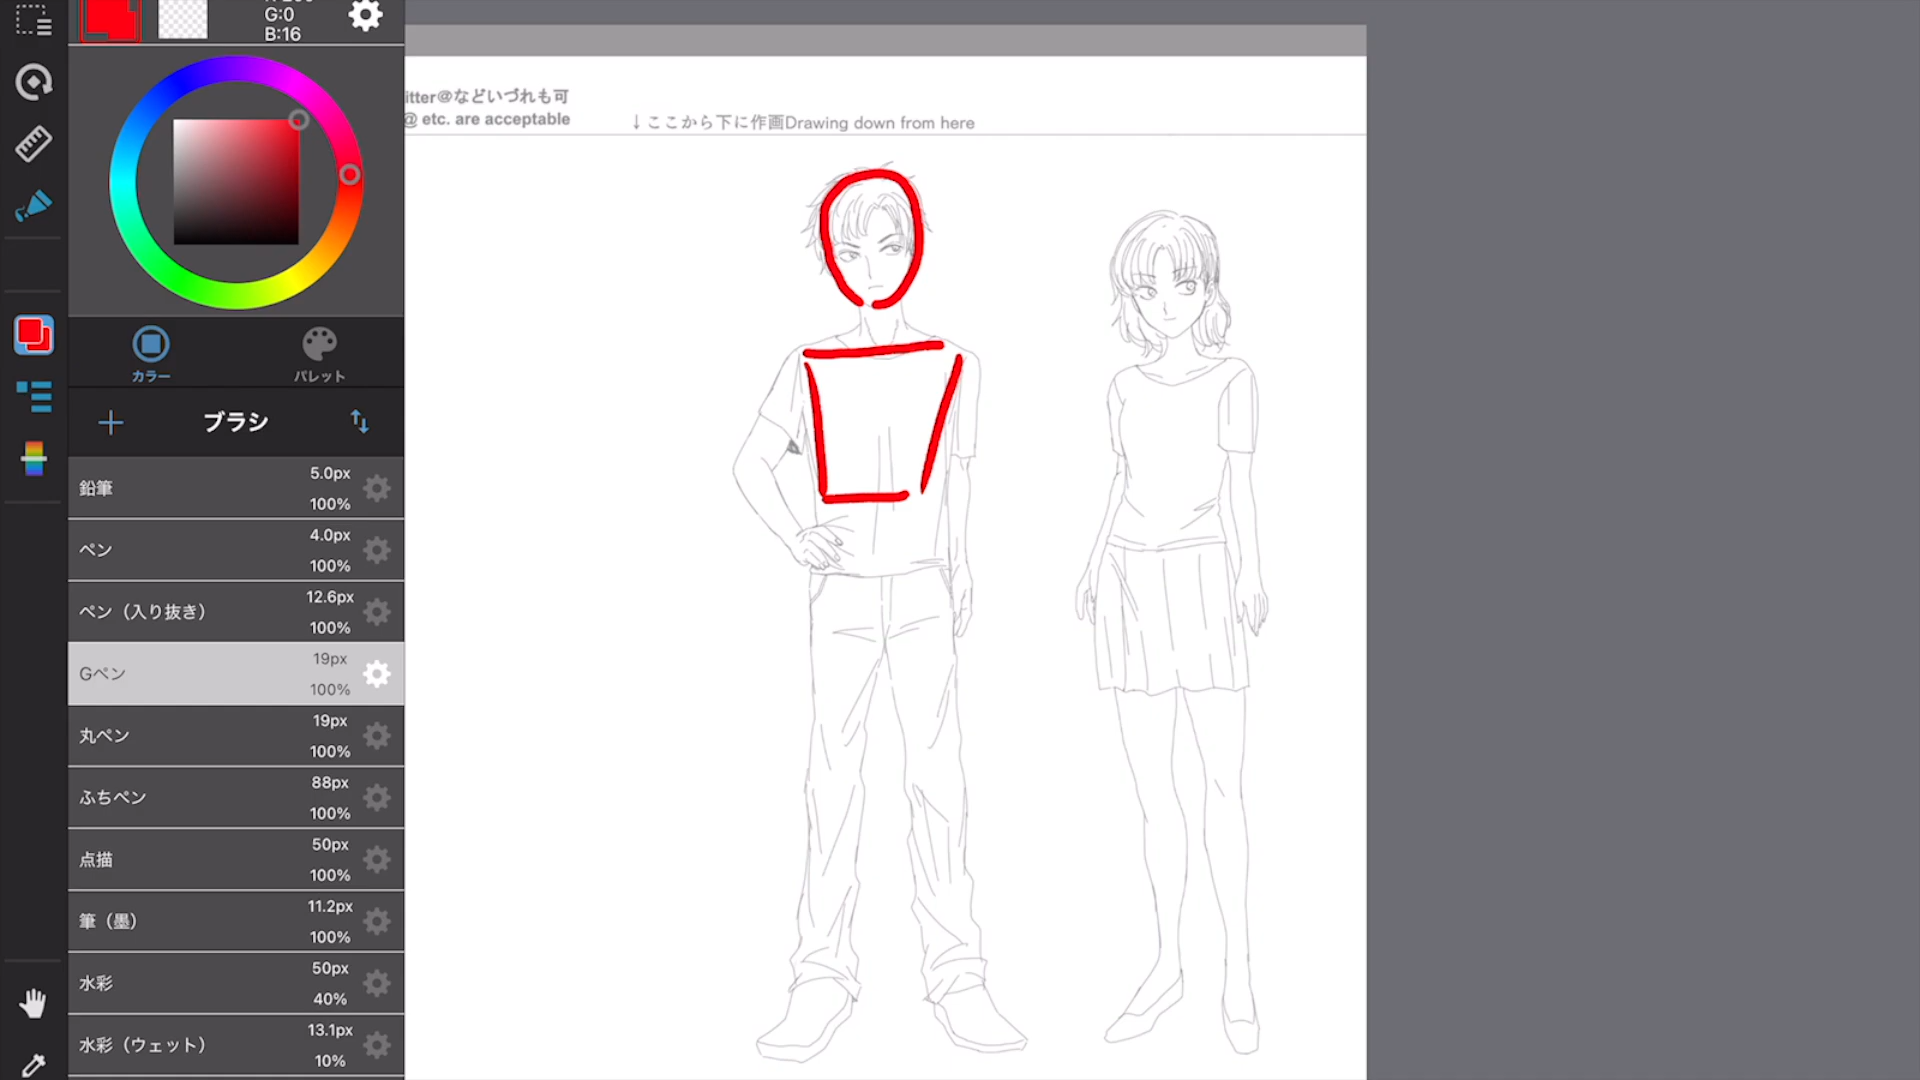 G:0
B:16
カラー
パレット
ブラシ
鉛筆 5.0px
100%
ペン 4.0px
100%
ペン（入り抜き） 12.6px
100%
Gペン 19px
100%
丸ペン 19px
100%
ふちペン 88px
100%
点描 50px
100%
筆（墨） 11.2px
100%
水彩 50px
40%
水彩（ウェット） 13.1px
10%
itter@などいづれも可
@ etc. are acceptable
↓ここから下に作画Drawing down from here